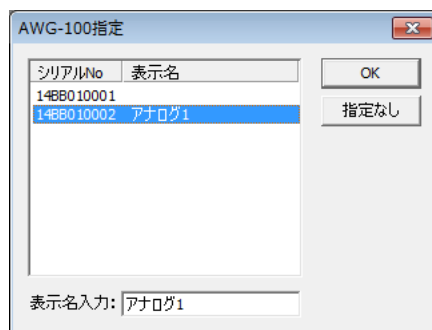 AWG-100指定
シリアルNo 表示名
14BB010001
14BB010002 アナログ1
OK
指定なし
表示名入力: アナログ1